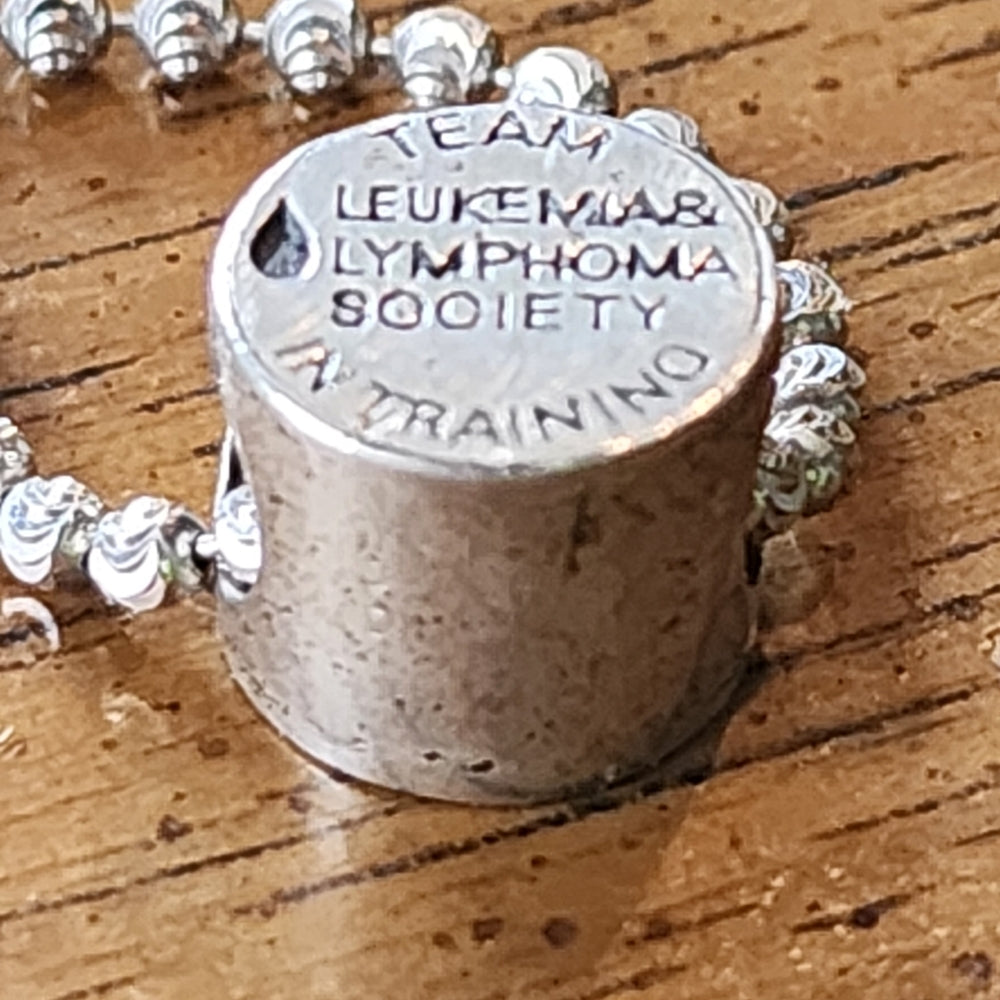 TEAM
LEUKEMIA &
LYMPHOMA
SOCIETY
IN TRAINING